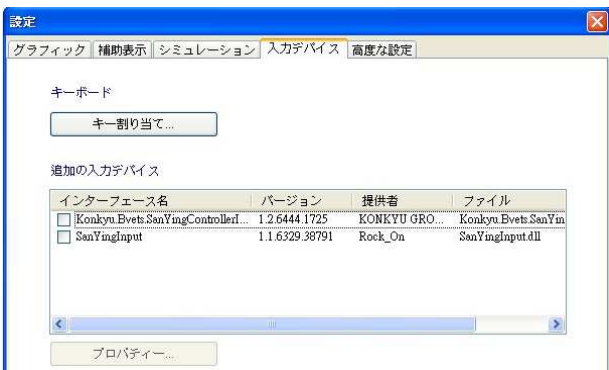 設定
グラフィック 補助表示 シミュレーション 入力デバイス 高度な設定
キーボード
キー割り当て...
追加の入力デバイス
インターフェース名 バージョン 提供者 ファイル
Konkyu.Bvets.SanYingControllerI... 1.2.6444.1725 KONKYU GRO... Konkyu.Bvets.SanYin
SanYingInput 1.1.6329.38791 Rock_On SanYingInput.dll
プロパティー...